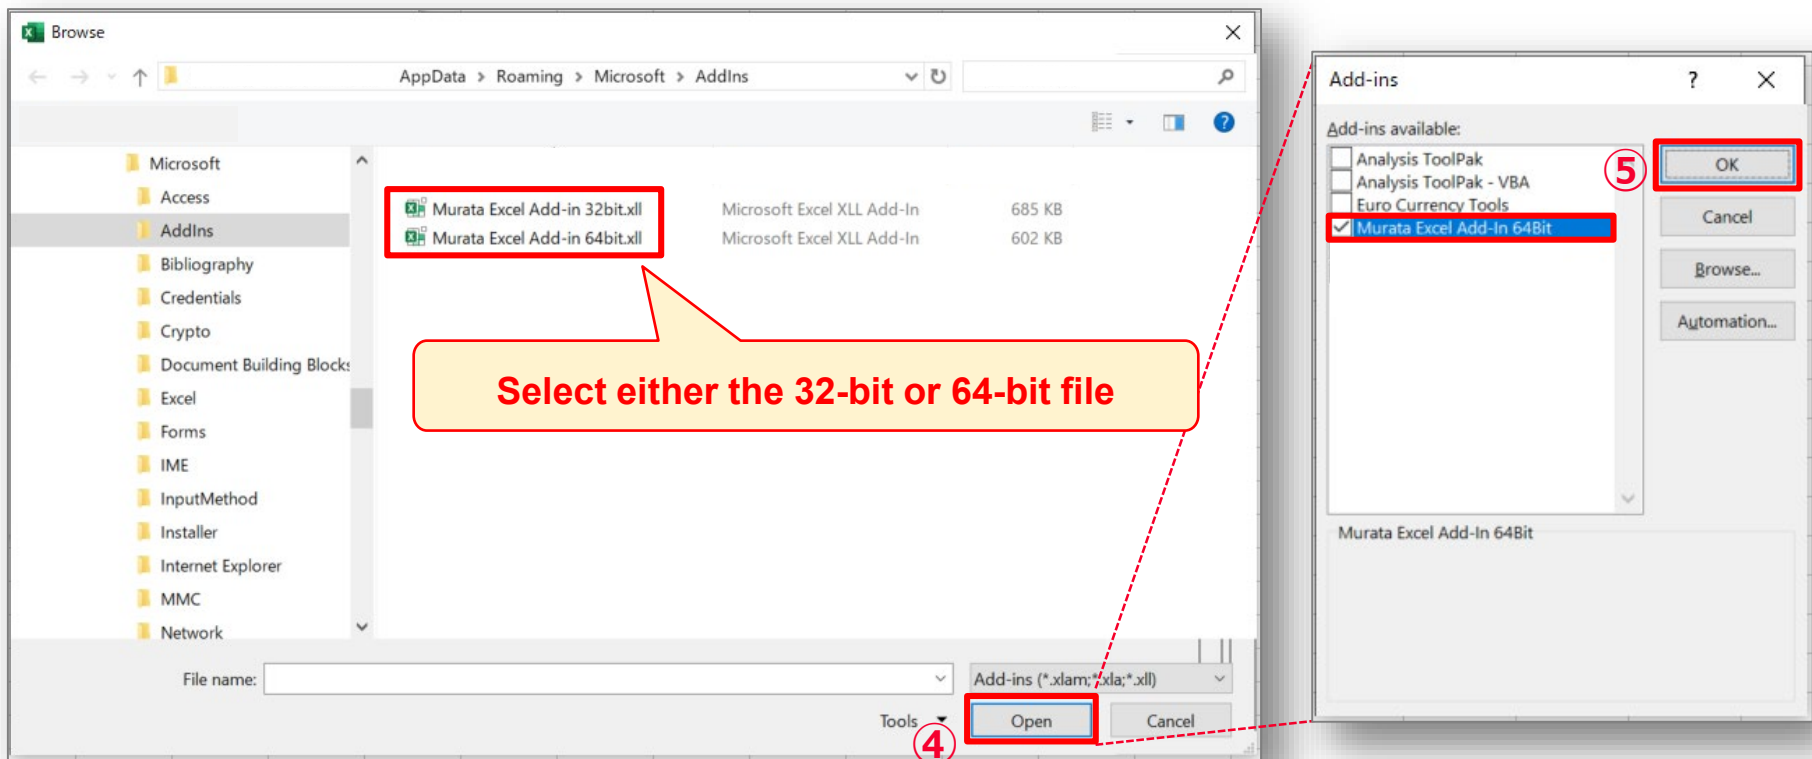 Browse
AppData > Roaming > Microsoft > AddIns
Microsoft
Access
AddIns
Bibliography
Credentials
Crypto
Document Building Blocks
Excel
Forms
IME
InputMethod
Installer
Internet Explorer
MMC
Network
Murata Excel Add-in 32bit.xll Microsoft Excel XLL Add-In 685 KB
Murata Excel Add-in 64bit.xll Microsoft Excel XLL Add-In 602 KB
Select either the 32-bit or 64-bit file
File name:
Add-ins (*.xlam;*.xla;*.xll)
Tools
④
Open
Cancel
Add-ins
?
Add-ins available:
Analysis ToolPak
Analysis ToolPak - VBA
Euro Currency Tools
Murata Excel Add-In 64Bit
⑤
OK
Cancel
Browse...
Automation...
Murata Excel Add-In 64Bit